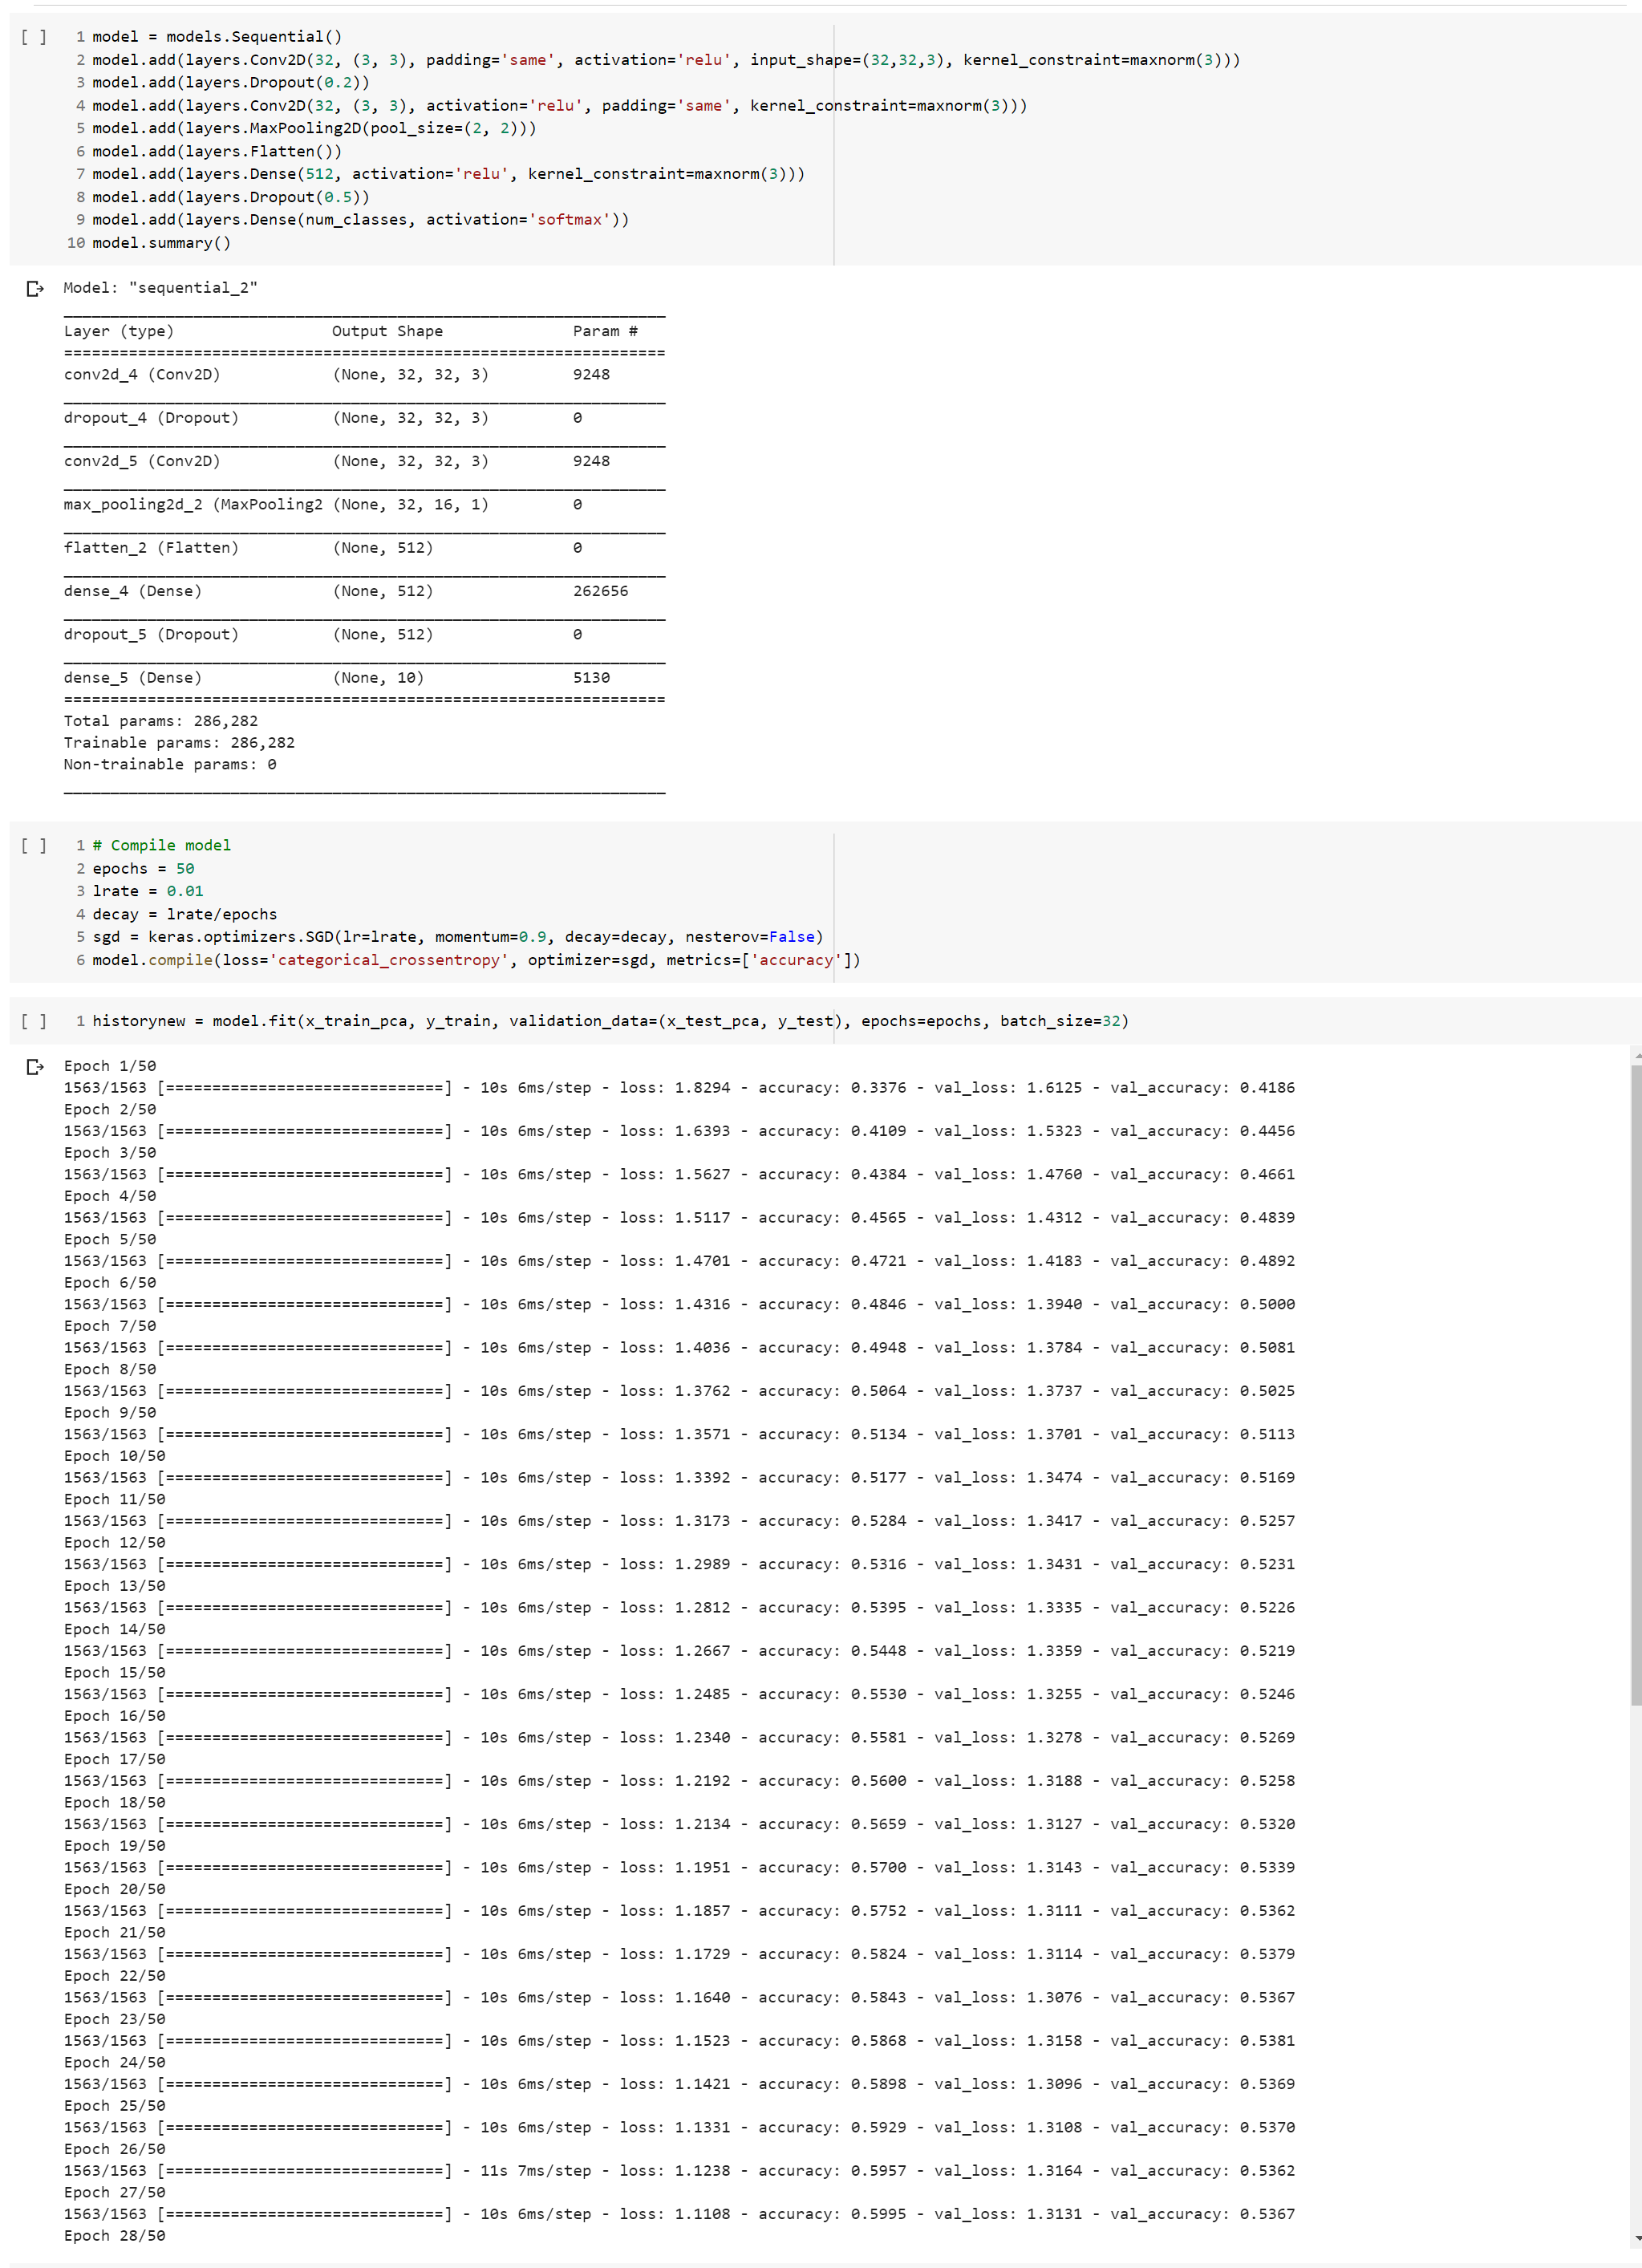 [ ] 1 model = models.Sequential()
2 model.add(layers.Conv2D(32, (3, 3), padding='same', activation='relu', input_shape=(32,32,3), kernel_constraint=maxnorm(3)))
3 model.add(layers.Dropout(0.2))
4 model.add(layers.Conv2D(32, (3, 3), activation='relu', padding='same', kernel_constraint=maxnorm(3)))
5 model.add(layers.MaxPooling2D(pool_size=(2, 2)))
6 model.add(layers.Flatten())
7 model.add(layers.Dense(512, activation='relu', kernel_constraint=maxnorm(3)))
8 model.add(layers.Dropout(0.5))
9 model.add(layers.Dense(num_classes, activation='softmax'))
10 model.summary()
Model: "sequential_2"
_________________________________________________________________
Layer (type) Output Shape Param #
=================================================================
conv2d_4 (Conv2D) (None, 32, 32, 3) 9248
_________________________________________________________________
dropout_4 (Dropout) (None, 32, 32, 3) 0
_________________________________________________________________
conv2d_5 (Conv2D) (None, 32, 32, 3) 9248
_________________________________________________________________
max_pooling2d_2 (MaxPooling2 (None, 32, 16, 1) 0
_________________________________________________________________
flatten_2 (Flatten) (None, 512) 0
_________________________________________________________________
dense_4 (Dense) (None, 512) 262656
_________________________________________________________________
dropout_5 (Dropout) (None, 512) 0
_________________________________________________________________
dense_5 (Dense) (None, 10) 5130
=================================================================
Total params: 286,282
Trainable params: 286,282
Non-trainable params: 0
_________________________________________________________________
[ ] 1 # Compile model
2 epochs = 50
3 lrate = 0.01
4 decay = lrate/epochs
5 sgd = keras.optimizers.SGD(lr=lrate, momentum=0.9, decay=decay, nesterov=False)
6 model.compile(loss='categorical_crossentropy', optimizer=sgd, metrics=['accuracy'])
[ ] 1 historynew = model.fit(x_train_pca, y_train, validation_data=(x_test_pca, y_test), epochs=epochs, batch_size=32)
Epoch 1/50
1563/1563 [==============================] - 10s 6ms/step - loss: 1.8294 - accuracy: 0.3376 - val_loss: 1.6125 - val_accuracy: 0.4186
Epoch 2/50
1563/1563 [==============================] - 10s 6ms/step - loss: 1.6393 - accuracy: 0.4109 - val_loss: 1.5323 - val_accuracy: 0.4456
Epoch 3/50
1563/1563 [==============================] - 10s 6ms/step - loss: 1.5627 - accuracy: 0.4384 - val_loss: 1.4760 - val_accuracy: 0.4661
Epoch 4/50
1563/1563 [==============================] - 10s 6ms/step - loss: 1.5117 - accuracy: 0.4565 - val_loss: 1.4312 - val_accuracy: 0.4839
Epoch 5/50
1563/1563 [==============================] - 10s 6ms/step - loss: 1.4701 - accuracy: 0.4721 - val_loss: 1.4183 - val_accuracy: 0.4892
Epoch 6/50
1563/1563 [==============================] - 10s 6ms/step - loss: 1.4316 - accuracy: 0.4846 - val_loss: 1.3940 - val_accuracy: 0.5000
Epoch 7/50
1563/1563 [==============================] - 10s 6ms/step - loss: 1.4036 - accuracy: 0.4948 - val_loss: 1.3784 - val_accuracy: 0.5081
Epoch 8/50
1563/1563 [==============================] - 10s 6ms/step - loss: 1.3762 - accuracy: 0.5064 - val_loss: 1.3737 - val_accuracy: 0.5025
Epoch 9/50
1563/1563 [==============================] - 10s 6ms/step - loss: 1.3571 - accuracy: 0.5134 - val_loss: 1.3701 - val_accuracy: 0.5113
Epoch 10/50
1563/1563 [==============================] - 10s 6ms/step - loss: 1.3392 - accuracy: 0.5177 - val_loss: 1.3474 - val_accuracy: 0.5169
Epoch 11/50
1563/1563 [==============================] - 10s 6ms/step - loss: 1.3173 - accuracy: 0.5284 - val_loss: 1.3417 - val_accuracy: 0.5257
Epoch 12/50
1563/1563 [==============================] - 10s 6ms/step - loss: 1.2989 - accuracy: 0.5316 - val_loss: 1.3431 - val_accuracy: 0.5231
Epoch 13/50
1563/1563 [==============================] - 10s 6ms/step - loss: 1.2812 - accuracy: 0.5395 - val_loss: 1.3335 - val_accuracy: 0.5226
Epoch 14/50
1563/1563 [==============================] - 10s 6ms/step - loss: 1.2667 - accuracy: 0.5448 - val_loss: 1.3359 - val_accuracy: 0.5219
Epoch 15/50
1563/1563 [==============================] - 10s 6ms/step - loss: 1.2485 - accuracy: 0.5530 - val_loss: 1.3255 - val_accuracy: 0.5246
Epoch 16/50
1563/1563 [==============================] - 10s 6ms/step - loss: 1.2340 - accuracy: 0.5581 - val_loss: 1.3278 - val_accuracy: 0.5269
Epoch 17/50
1563/1563 [==============================] - 10s 6ms/step - loss: 1.2192 - accuracy: 0.5600 - val_loss: 1.3188 - val_accuracy: 0.5258
Epoch 18/50
1563/1563 [==============================] - 10s 6ms/step - loss: 1.2134 - accuracy: 0.5659 - val_loss: 1.3127 - val_accuracy: 0.5320
Epoch 19/50
1563/1563 [==============================] - 10s 6ms/step - loss: 1.1951 - accuracy: 0.5700 - val_loss: 1.3143 - val_accuracy: 0.5339
Epoch 20/50
1563/1563 [==============================] - 10s 6ms/step - loss: 1.1857 - accuracy: 0.5752 - val_loss: 1.3111 - val_accuracy: 0.5362
Epoch 21/50
1563/1563 [==============================] - 10s 6ms/step - loss: 1.1729 - accuracy: 0.5824 - val_loss: 1.3114 - val_accuracy: 0.5379
Epoch 22/50
1563/1563 [==============================] - 10s 6ms/step - loss: 1.1640 - accuracy: 0.5843 - val_loss: 1.3076 - val_accuracy: 0.5367
Epoch 23/50
1563/1563 [==============================] - 10s 6ms/step - loss: 1.1523 - accuracy: 0.5868 - val_loss: 1.3158 - val_accuracy: 0.5381
Epoch 24/50
1563/1563 [==============================] - 10s 6ms/step - loss: 1.1421 - accuracy: 0.5898 - val_loss: 1.3096 - val_accuracy: 0.5369
Epoch 25/50
1563/1563 [==============================] - 10s 6ms/step - loss: 1.1331 - accuracy: 0.5929 - val_loss: 1.3108 - val_accuracy: 0.5370
Epoch 26/50
1563/1563 [==============================] - 11s 7ms/step - loss: 1.1238 - accuracy: 0.5957 - val_loss: 1.3164 - val_accuracy: 0.5362
Epoch 27/50
1563/1563 [==============================] - 10s 6ms/step - loss: 1.1108 - accuracy: 0.5995 - val_loss: 1.3131 - val_accuracy: 0.5367
Epoch 28/50